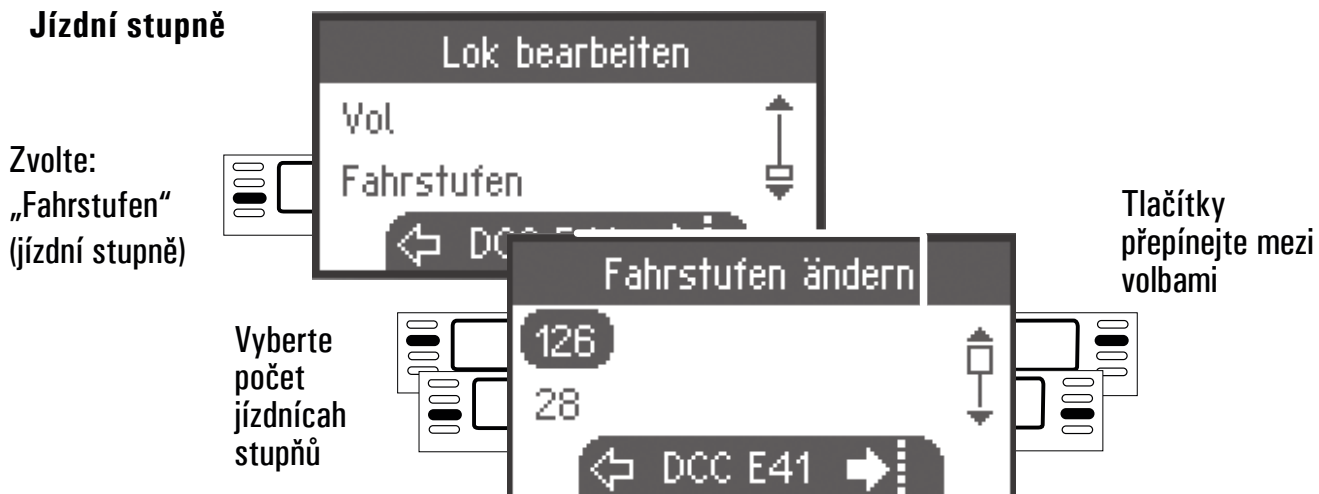 Jízdní stupně
Lok bearbeiten
Vol
Fahrstufen
Zvolte:
„Fahrstufen“
(jízdní stupně)
Fahrstufen ändern
126
28
DCC E41
Vyberte
počet
jízdnícah
stupňů
Tlačítky
přepínejte mezi
volbami